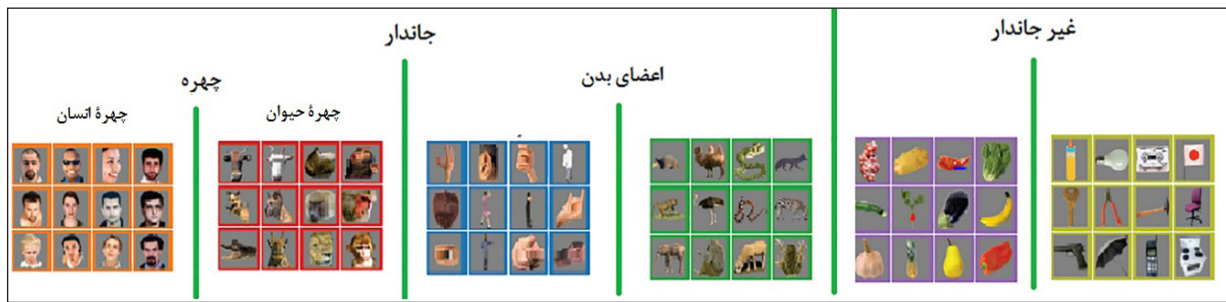 غیر جاندار
جاندار
اعضای بدن
چهره
چهرهٔ حیوان
چهرهٔ انسان